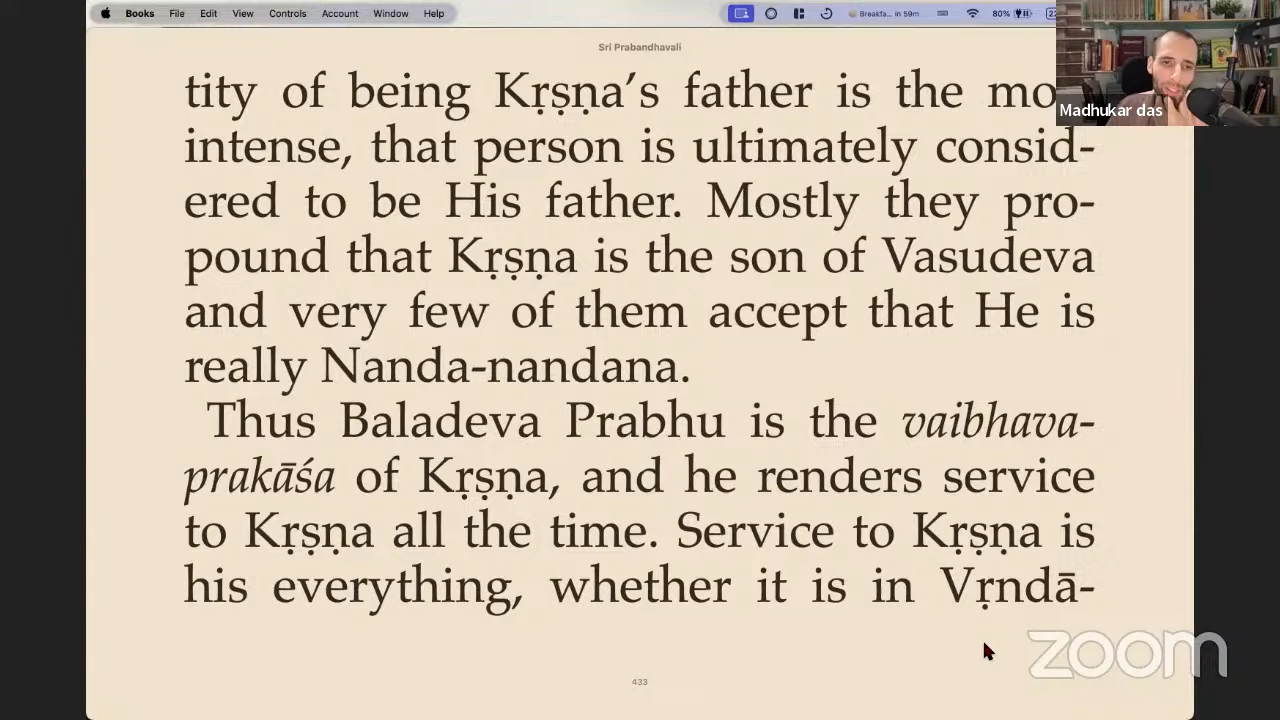 Books File Edit View Controls Account Window Help
Breakfa... in 59m
80%
Sri Prabandhavali
Madhukar das
tity of being Kṛṣṇa’s father is the mo
intense, that person is ultimately consid-
ered to be His father. Mostly they pro-
pound that Kṛṣṇa is the son of Vasudeva
and very few of them accept that He is
really Nanda-nandana.
Thus Baladeva Prabhu is the vaibhava-
prakāśa of Kṛṣṇa, and he renders service
to Kṛṣṇa all the time. Service to Kṛṣṇa is
his everything, whether it is in Vṛndā-
zoom
433